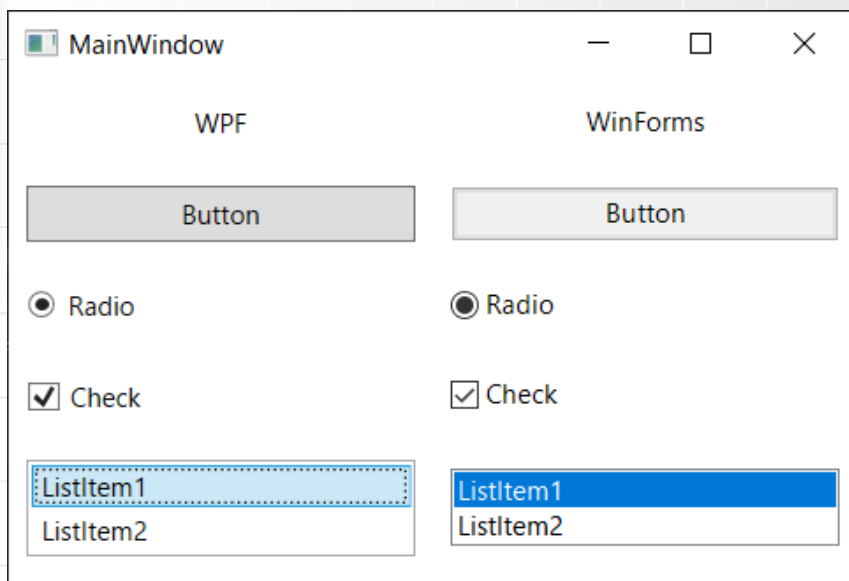 MainWindow
WPF
WinForms
Button
Button
Radio
Radio
Check
Check
ListItem1
ListItem2
ListItem1
ListItem2